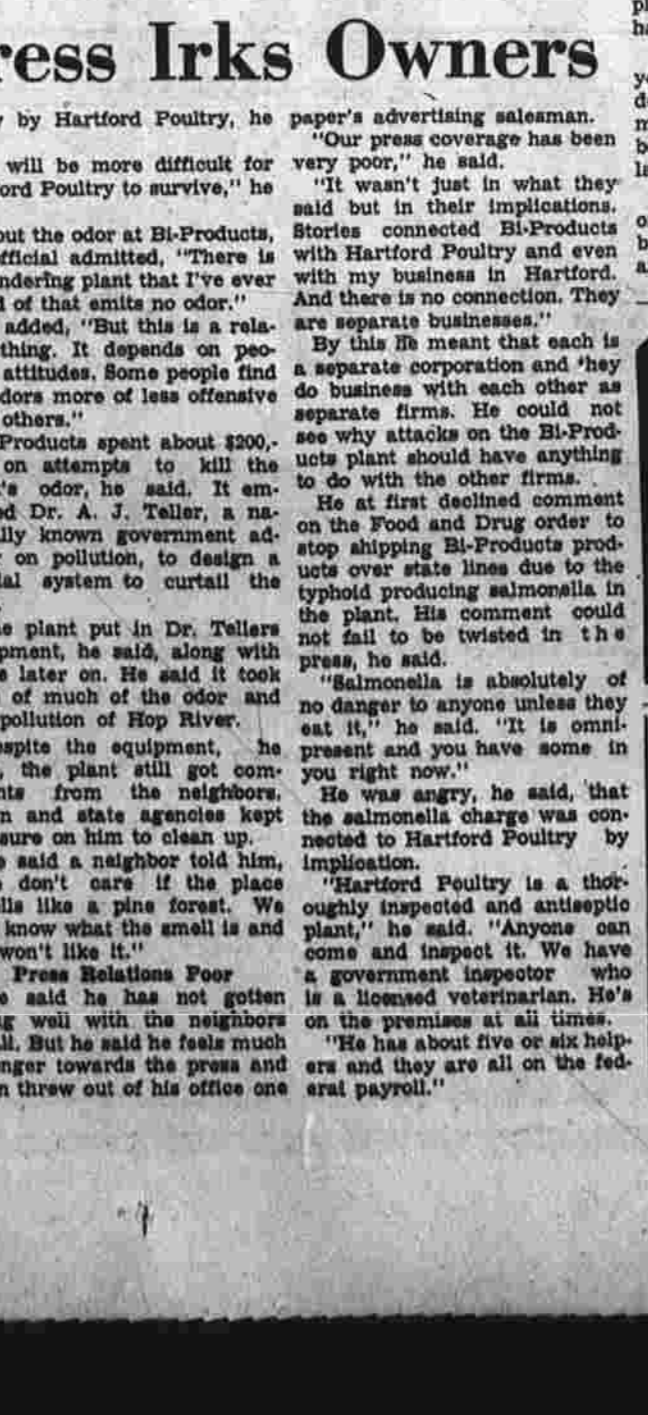 ress Irks Owners
by Hartford Poultry, he
will be more difficult for
ord Poultry to survive," he
out the odor at Bi-Products,
fficial admitted, "There is
ndering plant that I've ever
d of that emits no odor."
added, "But this is a rela-
thing. It depends on peo-
attitudes. Some people find
dors more of less offensive
others."
Products spent about $200,-
on attempts to kill the
's odor, he said. It em-
ed Dr. A. J. Teller, a na-
lly known government ad-
r on pollution, to design a
ial system to curtail the
e plant put in Dr. Tellers
pment, he said, along with
e later on. He said it took
of much of the odor and
pollution of Hop River.
espite the equipment, he
, the plant still got com-
nts from the neighbors.
n and state agencies kept
sure on him to clean up.
e said a neighbor told him,
don't care if the place
lls like a pine forest. We
know what the smell is and
won't like it."
Press Relations Poor
e said he has not gotten
g well with the neighbors
ll. But he said he feels much
nger towards the press and
n threw out of his office one
paper's advertising salesman.
"Our press coverage has been
very poor," he said.
"It wasn't just in what they
said but in their implications.
Stories connected Bi-Products
with Hartford Poultry and even
with my business in Hartford.
And there is no connection. They
are separate businesses."
By this he meant that each is
a separate corporation and 'hey
do business with each other as
separate firms. He could not
see why attacks on the Bi-Prod-
ucts plant should have anything
to do with the other firms.
He at first declined comment
on the Food and Drug order to
stop shipping Bi-Products prod-
ucts over state lines due to the
typhoid producing salmonella in
the plant. His comment could
not fail to be twisted in the
press, he said.
"Salmonella is absolutely of
no danger to anyone unless they
eat it," he said. "It is omni-
present and you have some in
you right now."
He was angry, he said, that
the salmonella charge was con-
nected to Hartford Poultry by
implication.
"Hartford Poultry is a thor-
oughly inspected and antiseptic
plant," he said. "Anyone can
come and inspect it. We have
a government inspector who
is a licensed veterinarian. He's
on the premises at all times.
"He has about five or six help-
ers and they are all on the fed-
eral payroll."